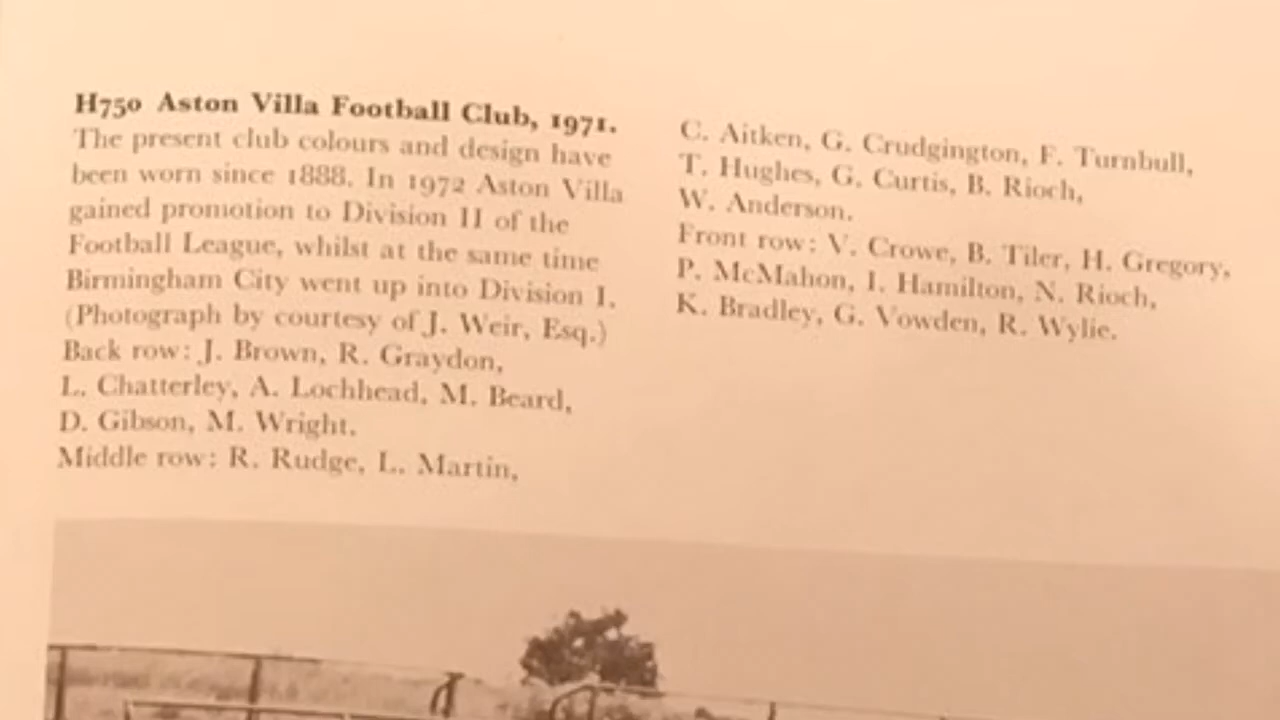 H750 Aston Villa Football Club, 1971.
The present club colours and design have
been worn since 1888. In 1972 Aston Villa
gained promotion to Division II of the
Football League, whilst at the same time
Birmingham City went up into Division I.
(Photograph by courtesy of J. Weir, Esq.)
Back row: J. Brown, R. Graydon,
L. Chatterley, A. Lochhead, M. Beard,
D. Gibson, M. Wright.
Middle row: R. Rudge, L. Martin,
C. Aitken, G. Crudgington, F. Turnbull,
T. Hughes, G. Curtis, B. Rioch,
W. Anderson.
Front row: V. Crowe, B. Tiler, H. Gregory,
P. McMahon, I. Hamilton, N. Rioch,
K. Bradley, G. Vowden, R. Wylie.